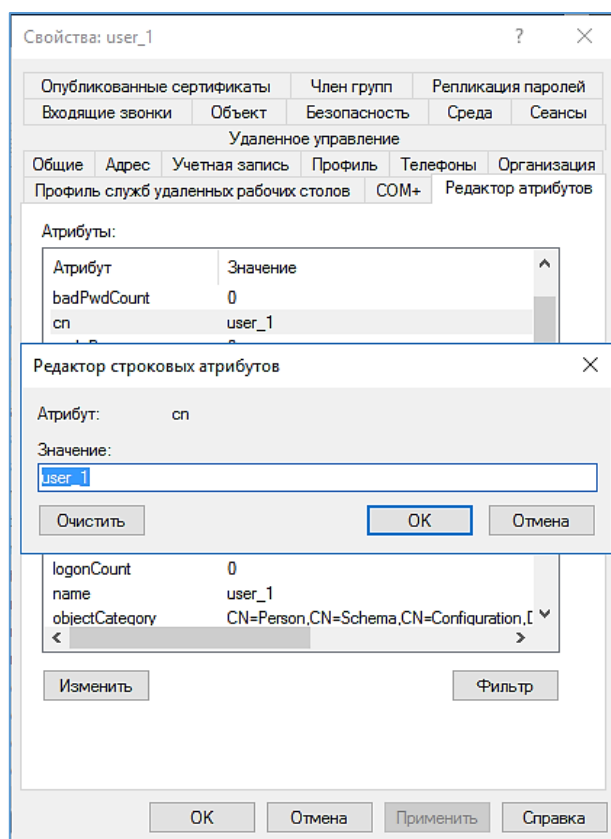 Свойства: user_1 ?
Опубликованные сертификаты Член групп Репликация паролей
Входящие звонки Объект Безопасность Среда Сеансы
Удаленное управление
Общие Адрес Учетная запись Профиль Телефоны Организация
Профиль служб удаленных рабочих столов COM+ Редактор атрибутов
Атрибуты:
Атрибут Значение
badPwdCount 0
cn user_1
Редактор строковых атрибутов
Атрибут: cn
Значение:
user_1
Очистить OK Отмена
logonCount 0
name user_1
objectCategory CN=Person,CN=Schema,CN=Configuration,
Изменить Фильтр
OK Отмена Применить Справка